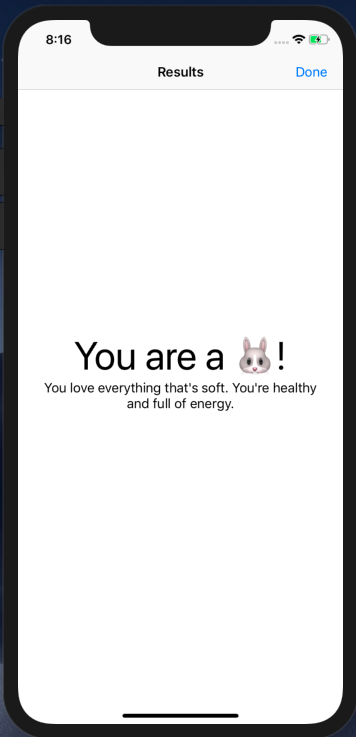 8:16
Results
Done
You are a 🐰!
You love everything that's soft. You're healthy
and full of energy.